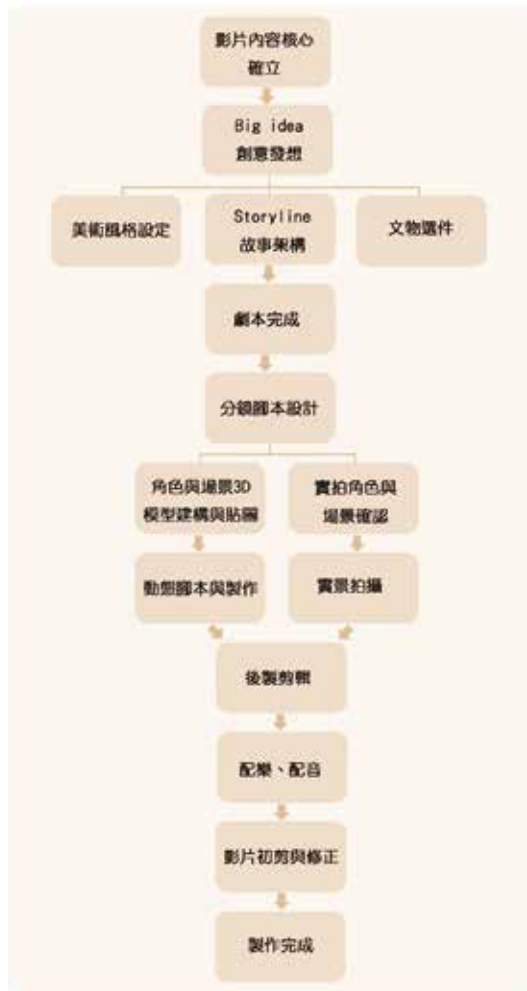 影片內容核心
確立
Big idea
創意發想
美術風格設定
Storyline
故事架構
文物選件
劇本完成
分鏡腳本設計
角色與場景3D
模型建構與貼圖
實拍角色與
場景確認
動態腳本與製作
實景拍攝
後製剪輯
配樂、配音
影片初剪與修正
製作完成